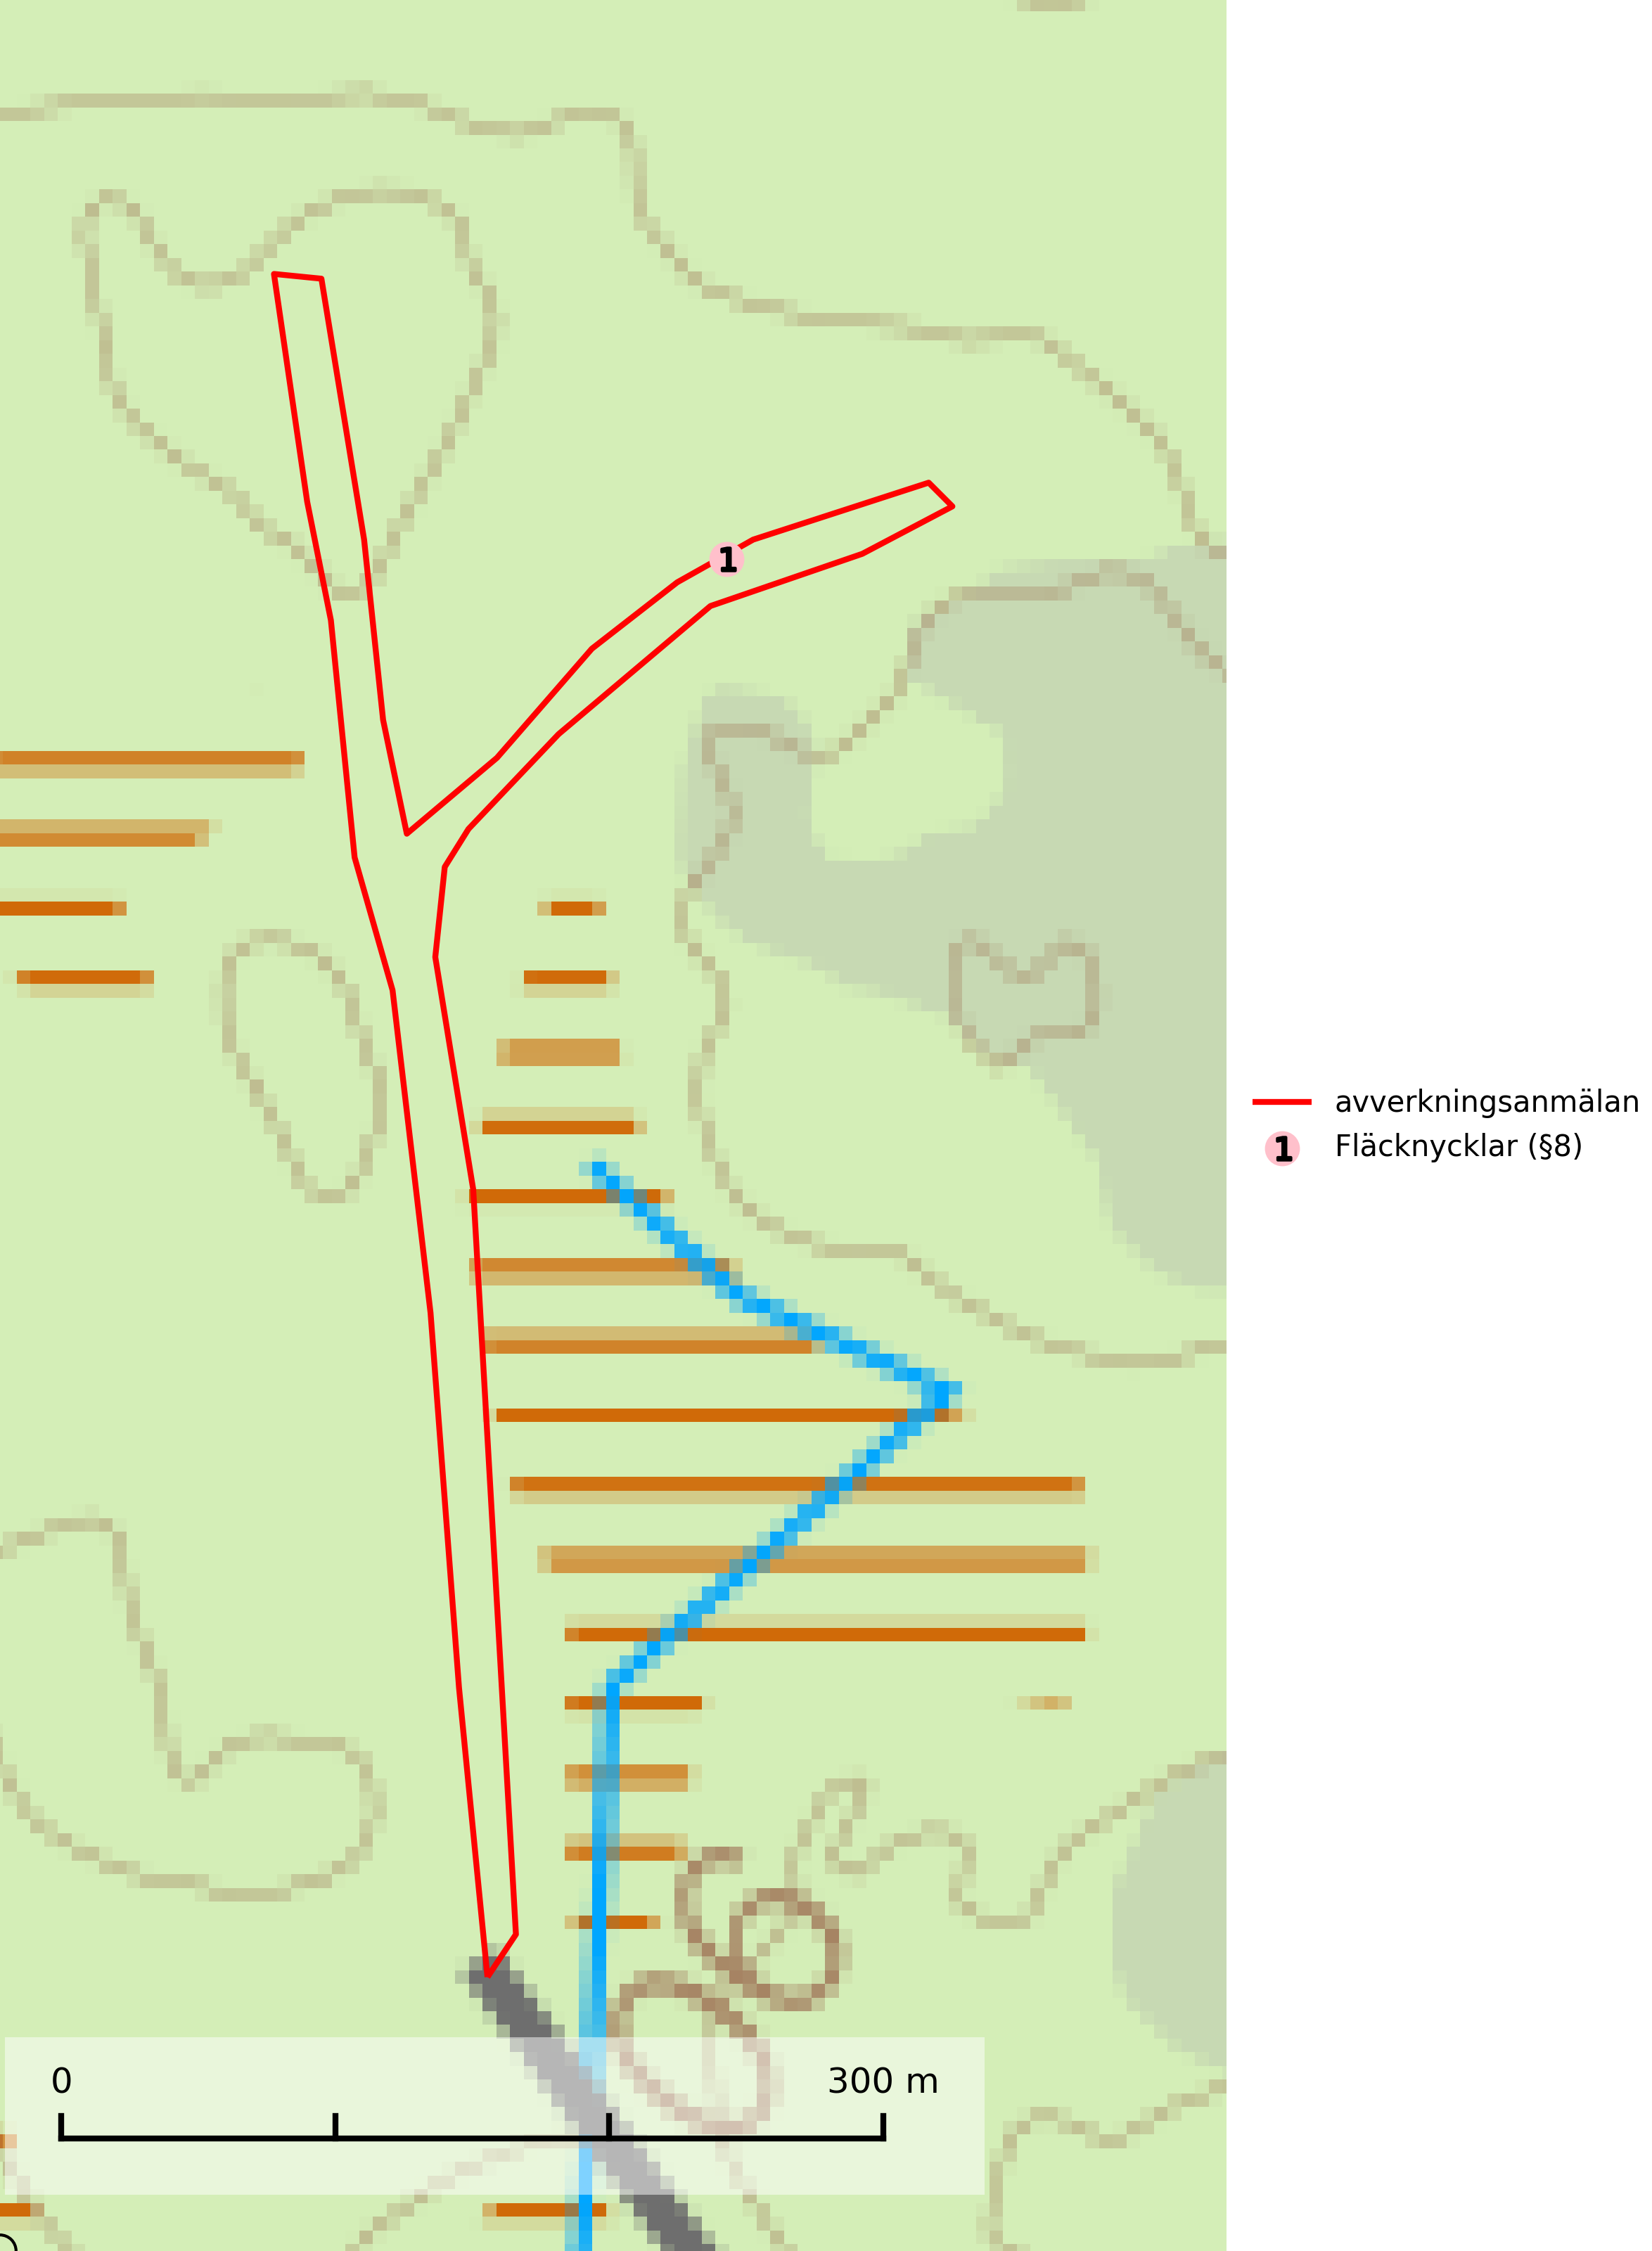 1
avverkningsanmälan
1 Fläcknycklar (§8)
0 300 m